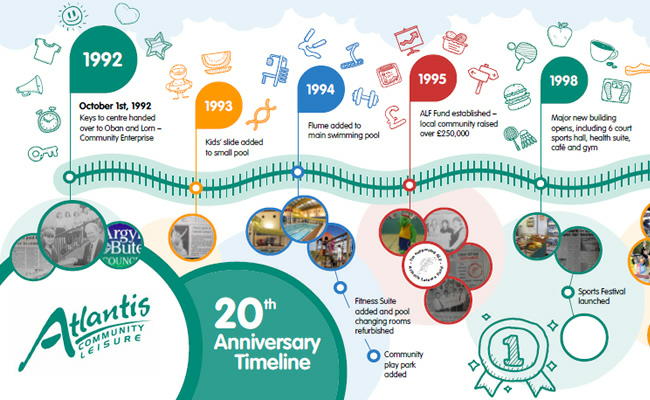 1992
October 1st, 1992
Keys to centre handed
over to Oban and Lorn –
Community Enterprise
1993
Kids' slide added
to small pool
1994
Flume added to
main swimming pool
1995
ALF Fund established –
local community raised
over £250,000
1998
Major new building
opens, including 6 court
sports hall, health suite,
café and gym
Argy
&Bute
COUNC
Fitness Suite
added and pool
changing rooms
refurbished
Community
play park
added
Sports Festival
launched
Atlantis
COMMUNITY
LEISURE
20th
Anniversary
Timeline
1